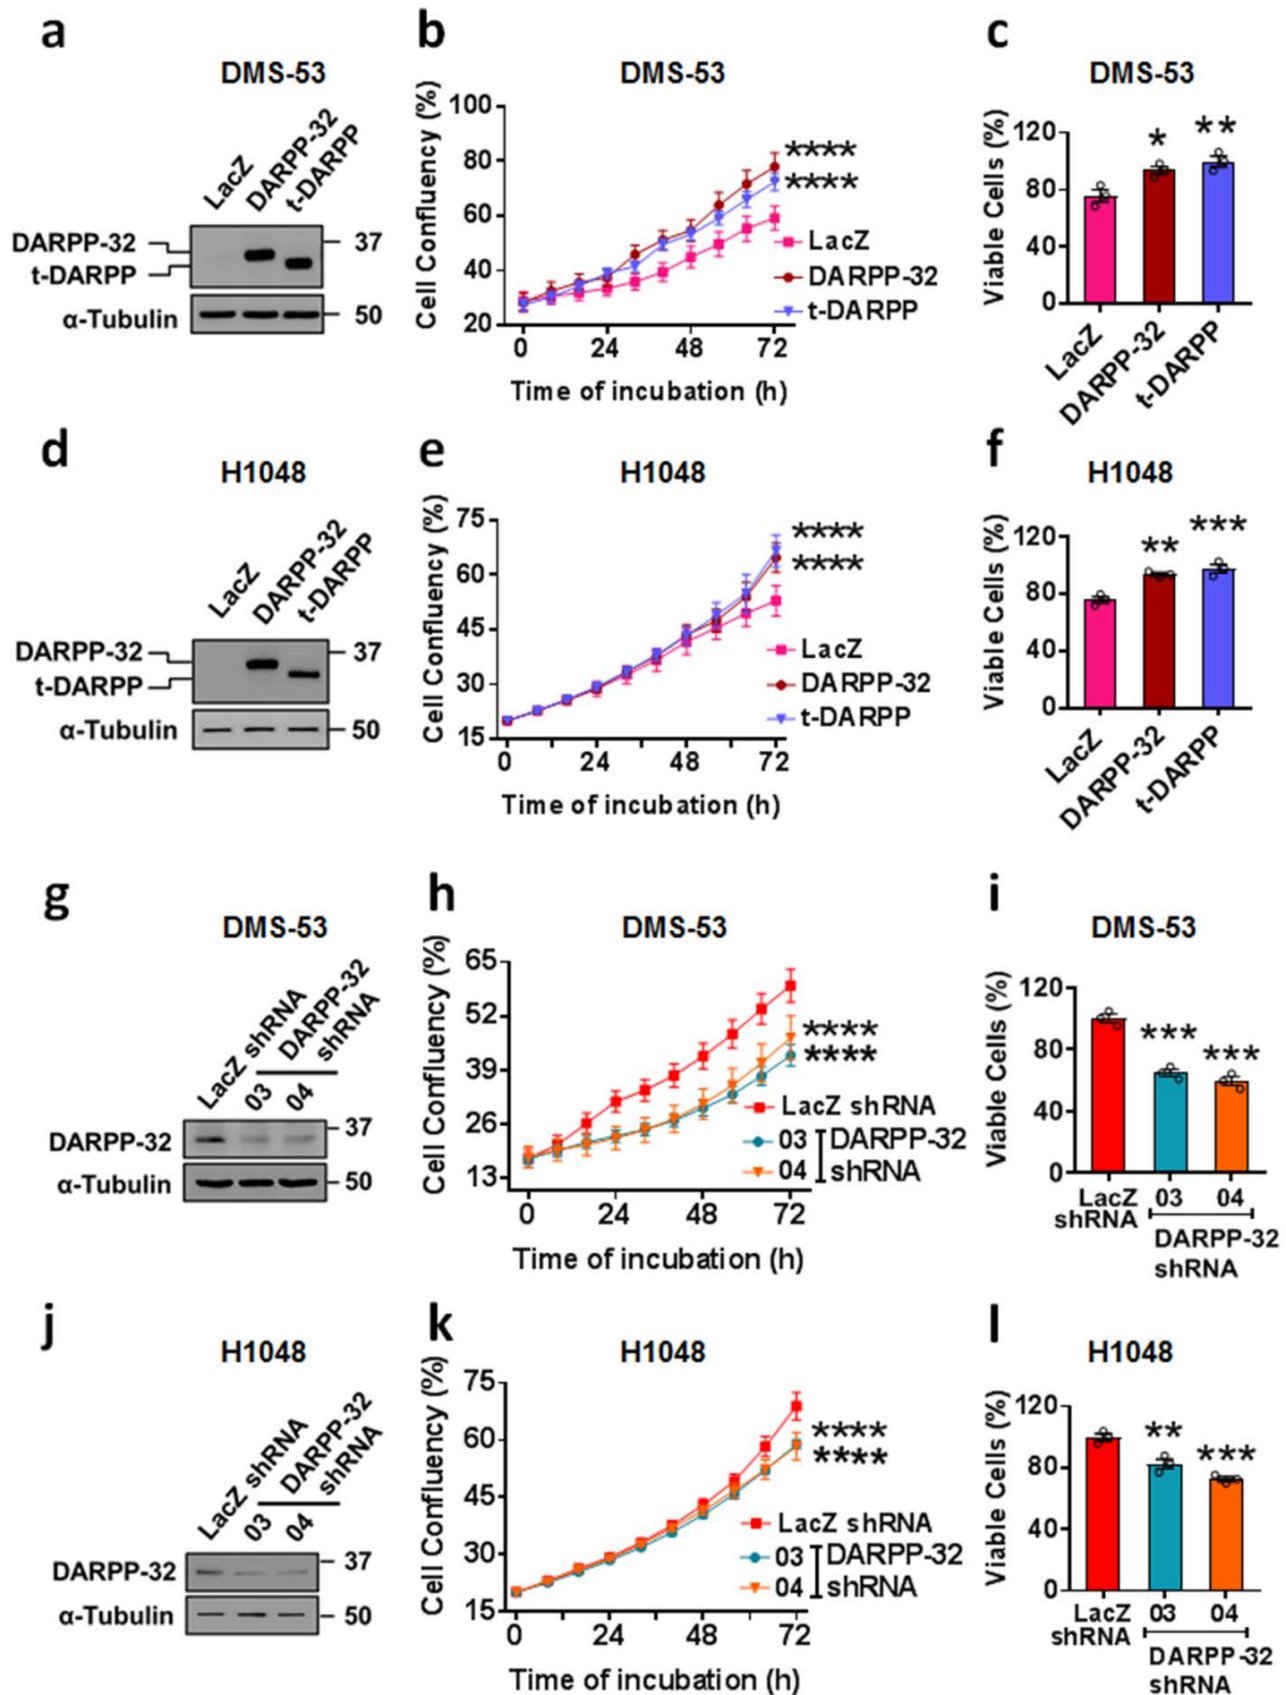 a
DMS-53
LacZ
DARPP-32
t-DARPP
DARPP-32
t-DARPP
α-Tubulin
37
50
b
DMS-53
Cell Confluency (%)
100
80
60
40
20
0 24 48 72
Time of incubation (h)
****
****
LacZ
DARPP-32
t-DARPP
c
DMS-53
Viable Cells (%)
120
80
40
0
* **
LacZ
DARPP-32
t-DARPP
d
H1048
LacZ
DARPP-32
t-DARPP
DARPP-32
t-DARPP
α-Tubulin
37
50
e
H1048
Cell Confluency (%)
75
60
45
30
15
0 24 48 72
Time of incubation (h)
****
****
LacZ
DARPP-32
t-DARPP
f
H1048
Viable Cells (%)
120
80
40
0
** ***
LacZ
DARPP-32
t-DARPP
g
DMS-53
LacZ shRNA
DARPP-32
shRNA
03
04
DARPP-32
α-Tubulin
37
50
h
DMS-53
Cell Confluency (%)
65
52
39
26
13
0 24 48 72
Time of incubation (h)
****
****
LacZ shRNA
03 DARPP-32
04 shRNA
i
DMS-53
Viable Cells (%)
120
80
40
0
*** ***
LacZ
shRNA
03 04
DARPP-32
shRNA
j
H1048
LacZ shRNA
DARPP-32
shRNA
03
04
DARPP-32
α-Tubulin
37
50
k
H1048
Cell Confluency (%)
75
60
45
30
15
0 24 48 72
Time of incubation (h)
****
****
LacZ shRNA
03 DARPP-32
04 shRNA
l
H1048
Viable Cells (%)
120
80
40
0
** ***
LacZ
shRNA
03 04
DARPP-32
shRNA